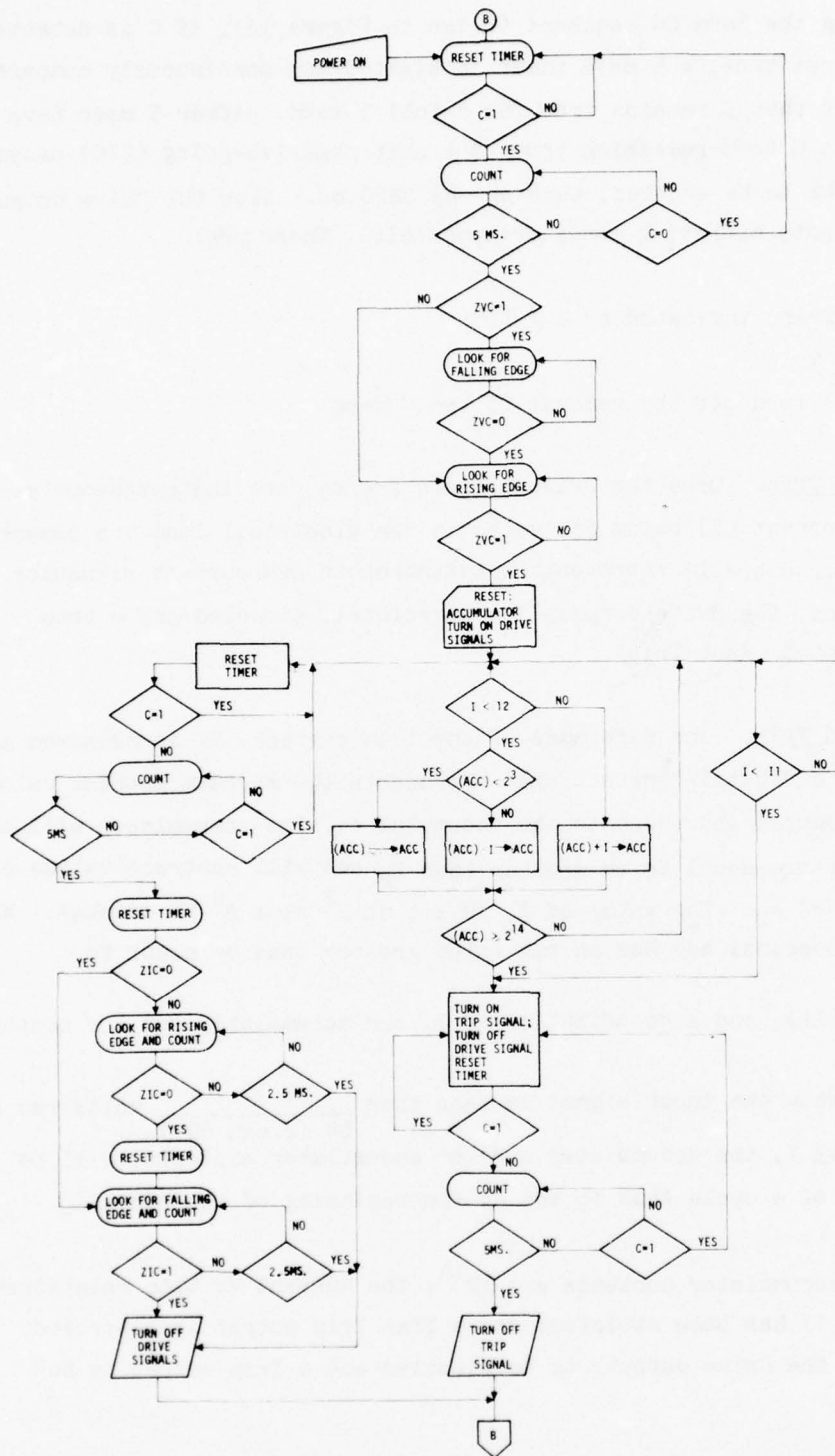 B
POWER ON
RESET TIMER
C=1
NO
YES
COUNT
NO
5 MS.
NO
C=0
YES
YES
NO
ZVC=1
YES
LOOK FOR
FALLING EDGE
ZVC=0
NO
YES
LOOK FOR
RISING EDGE
ZVC=1
NO
YES
RESET:
ACCUMULATOR
TURN ON DRIVE
SIGNALS
RESET
TIMER
C=1
YES
NO
COUNT
NO
5MS
NO
C=1
YES
YES
RESET TIMER
YES
ZIC=0
NO
LOOK FOR RISING
EDGE AND COUNT
NO
ZIC=0
NO
2.5 MS.
YES
YES
RESET TIMER
LOOK FOR FALLING
EDGE AND COUNT
NO
ZIC=1
NO
2.5MS.
YES
YES
TURN OFF
DRIVE
SIGNALS
I < 12
NO
YES
YES
(ACC)<2³
NO
(ACC)→ACC
(ACC)-I→ACC
(ACC)+I→ACC
(ACC) > 2¹⁴
NO
YES
I < I1
NO
YES
TURN ON
TRIP SIGNAL;
TURN OFF
DRIVE SIGNAL
RESET
TIMER
YES
C=1
NO
COUNT
NO
5MS.
NO
C=1
YES
YES
TURN OFF
TRIP
SIGNAL
B